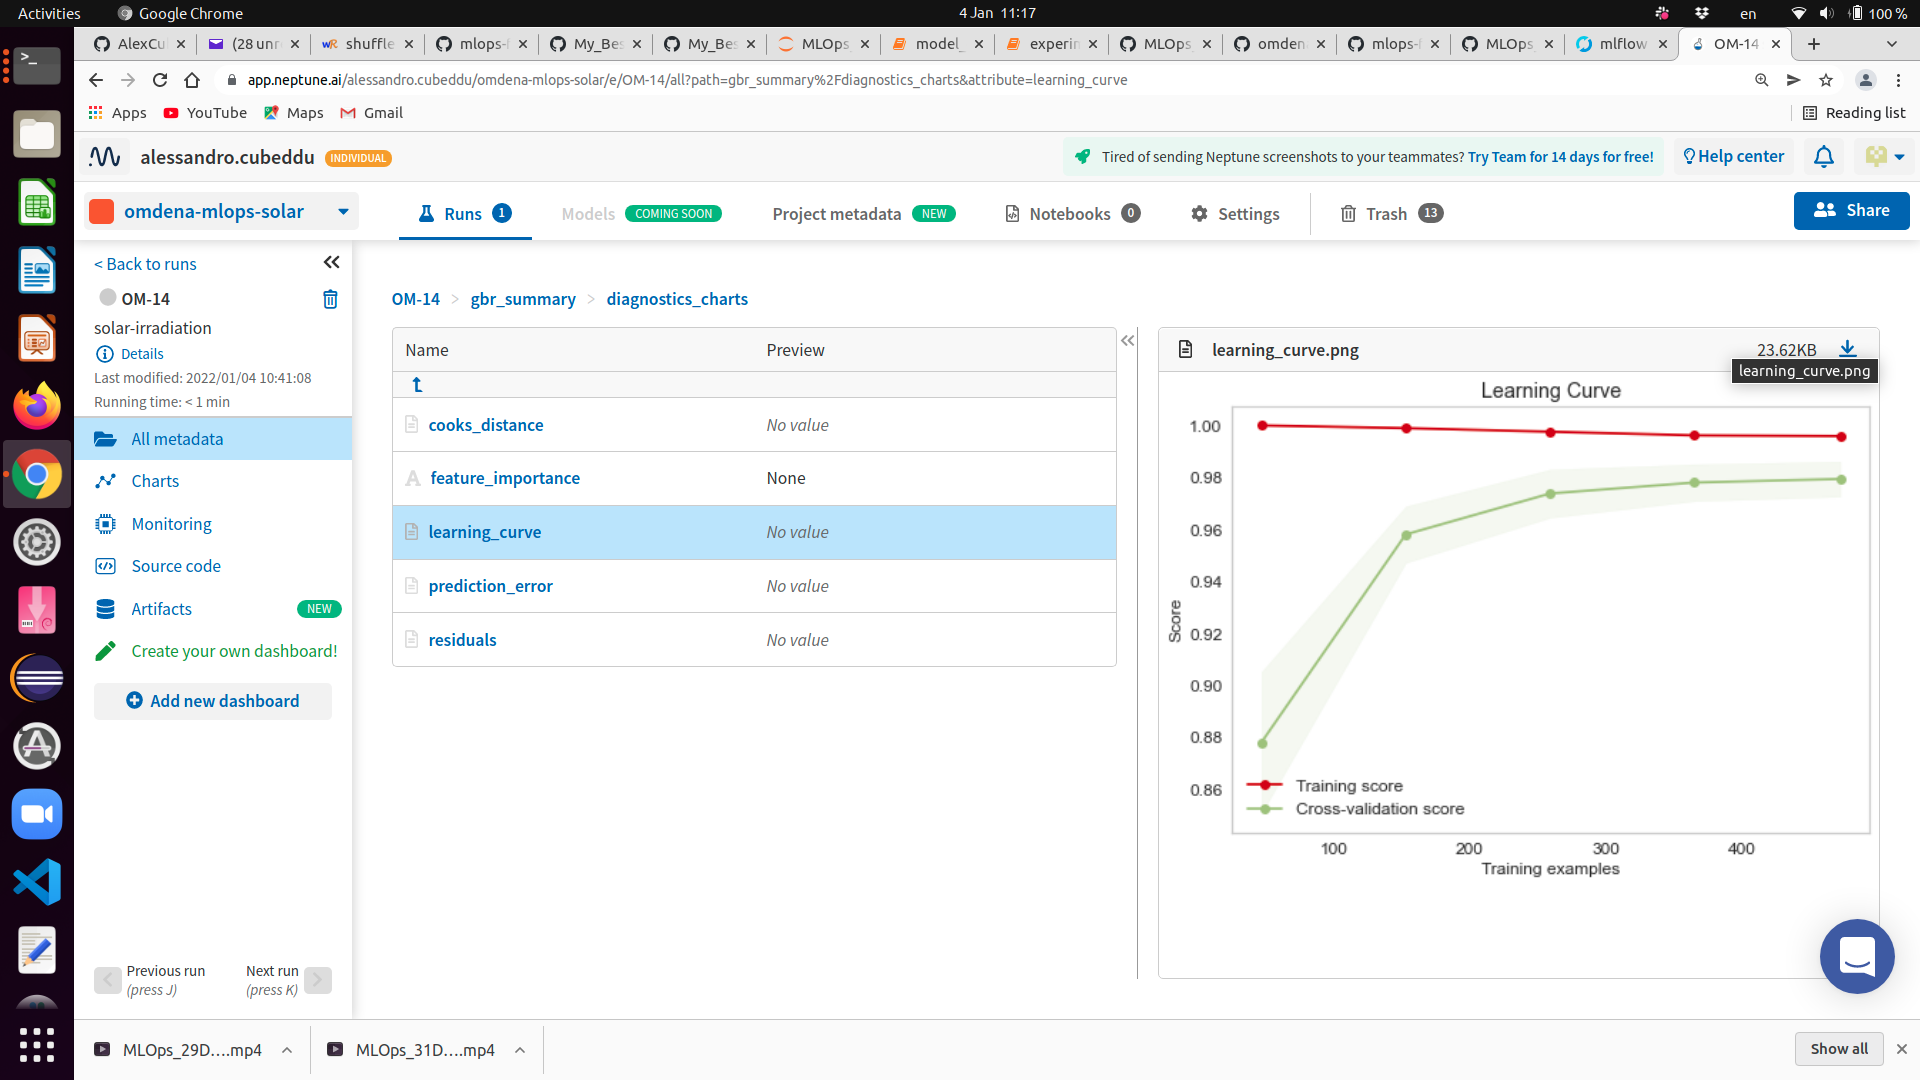 Activities
Google Chrome
4 Jan 11:17
en
100 %
AlexCu
(28 unr
shuffle
mlops-f
My_Bes
My_Bes
MLOps_
model_
experin
MLOps_
omden
mlops-f
MLOps_
mlflow
OM-14
app.neptune.ai/alessandro.cubeddu/omdena-mlops-solar/e/OM-14/all?path=gbr_summary%2Fdiagnostics_charts&attribute=learning_curve
Apps
YouTube
Maps
Gmail
Reading list
alessandro.cubeddu
INDIVIDUAL
Tired of sending Neptune screenshots to your teammates? Try Team for 14 days for free!
Help center
omdena-mlops-solar
Runs 1
Models COMING SOON
Project metadata NEW
Notebooks 0
Settings
Trash 13
Share
< Back to runs
OM-14
solar-irradiation
Details
Last modified: 2022/01/04 10:41:08
Running time: < 1 min
All metadata
Charts
Monitoring
Source code
Artifacts NEW
Create your own dashboard!
Add new dashboard
Previous run
(press J)
Next run
(press K)
OM-14 > gbr_summary > diagnostics_charts
Name Preview
cooks_distance No value
feature_importance None
learning_curve No value
prediction_error No value
residuals No value
learning_curve.png
23.62KB
learning_curve.png
Learning Curve
1.00
0.98
0.96
0.94
0.92
0.90
0.88
0.86
Score
Training score
Cross-validation score
100 200 300 400
Training examples
MLOps_29D....mp4
MLOps_31D....mp4
Show all